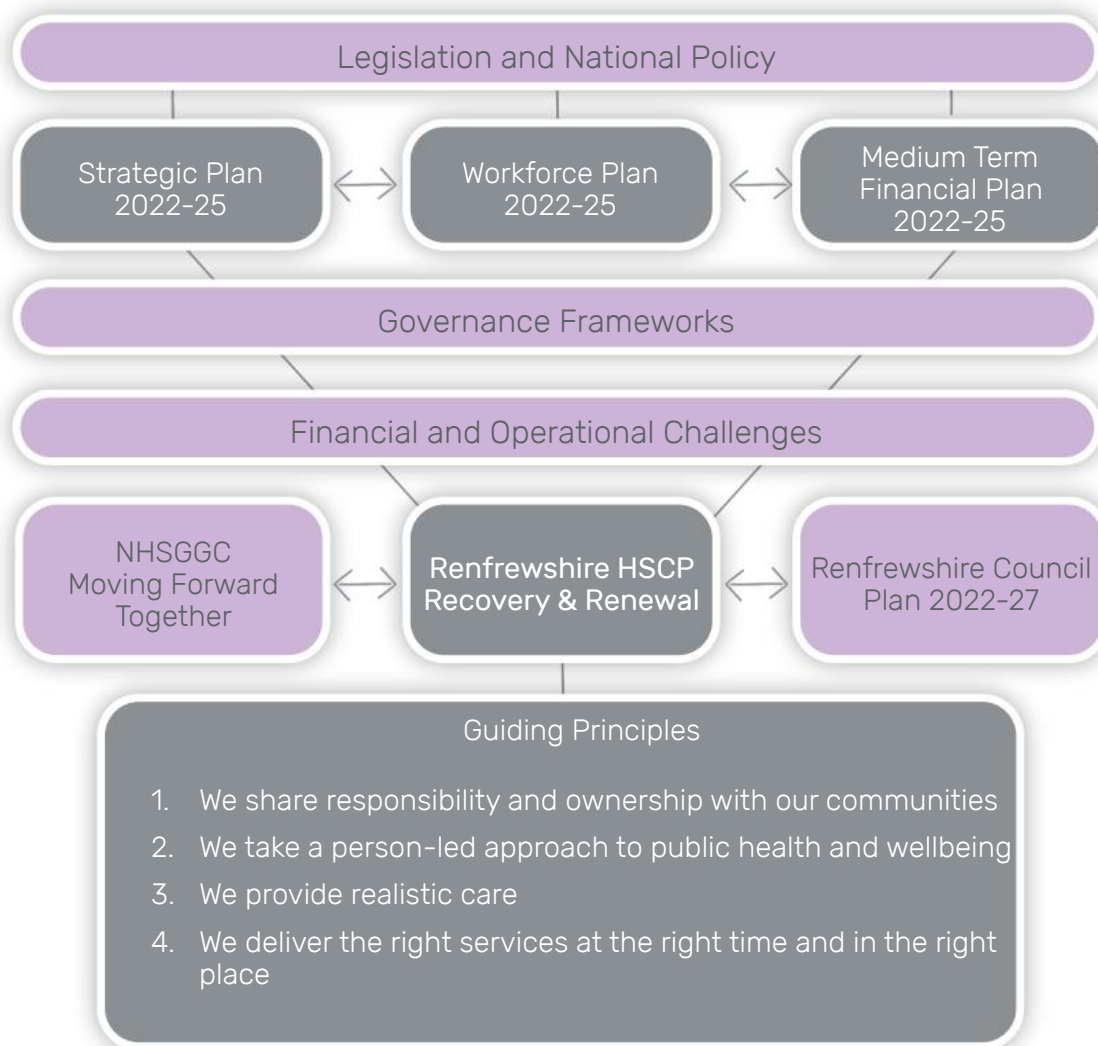 Legislation and National Policy
Strategic Plan
2022-25
Workforce Plan
2022-25
Medium Term
Financial Plan
2022-25
Governance Frameworks
Financial and Operational Challenges
NHSGGC
Moving Forward
Together
Renfrewshire HSCP
Recovery & Renewal
Renfrewshire Council
Plan 2022-27
Guiding Principles
1. We share responsibility and ownership with our communities
2. We take a person-led approach to public health and wellbeing
3. We provide realistic care
4. We deliver the right services at the right time and in the right
place